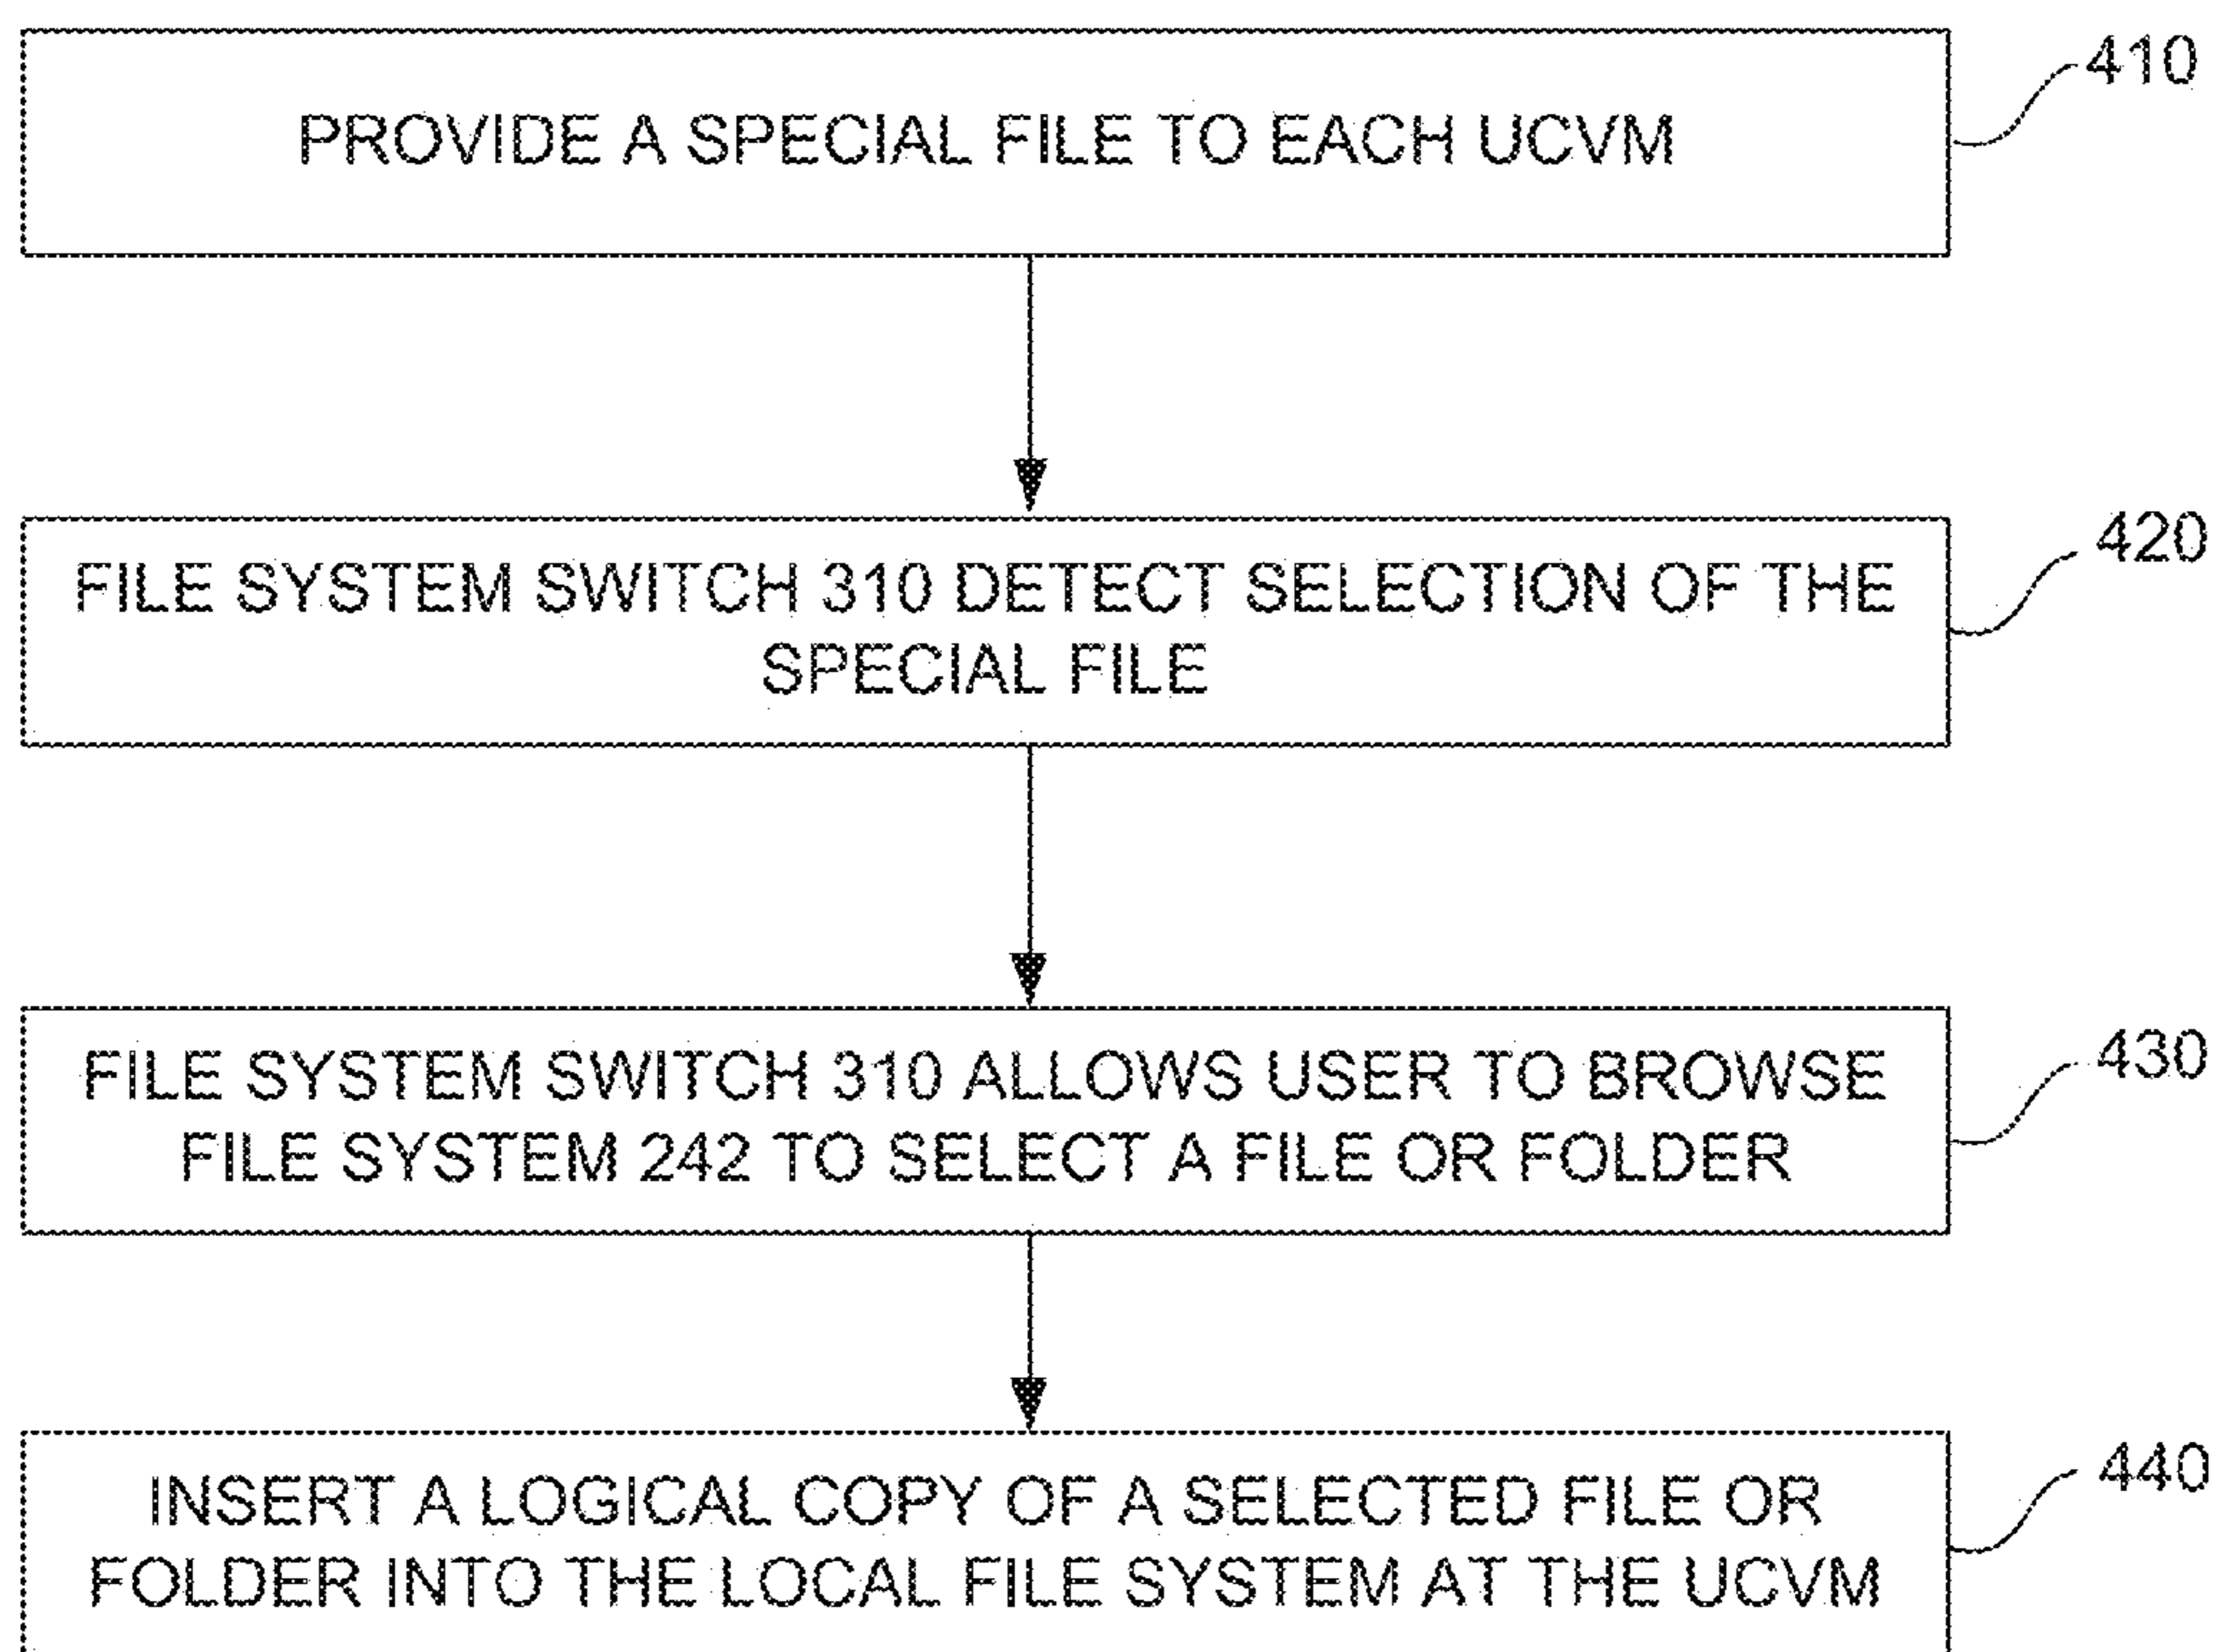 410
PROVIDE A SPECIAL FILE TO EACH UCVM
420
FILE SYSTEM SWITCH 310 DETECT SELECTION OF THE
SPECIAL FILE
430
FILE SYSTEM SWITCH 310 ALLOWS USER TO BROWSE
FILE SYSTEM 242 TO SELECT A FILE OR FOLDER
440
INSERT A LOGICAL COPY OF A SELECTED FILE OR
FOLDER INTO THE LOCAL FILE SYSTEM AT THE UCVM